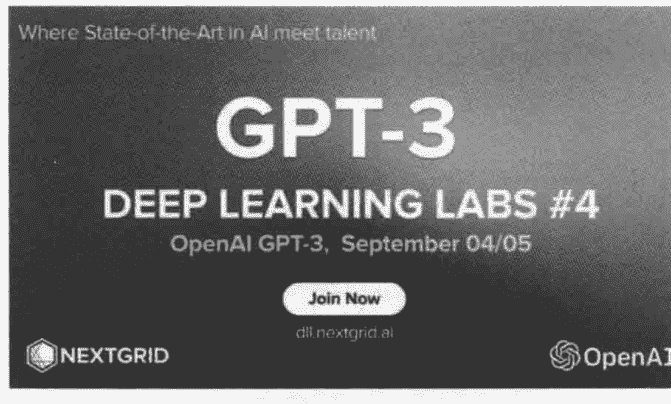 Where State-of-the-Art in AI meet talent
GPT-3
DEEP LEARNING LABS #4
OpenAI GPT-3, September 04/05
Join Now
dll.nextgrid.ai
NEXTGRID
OpenAI